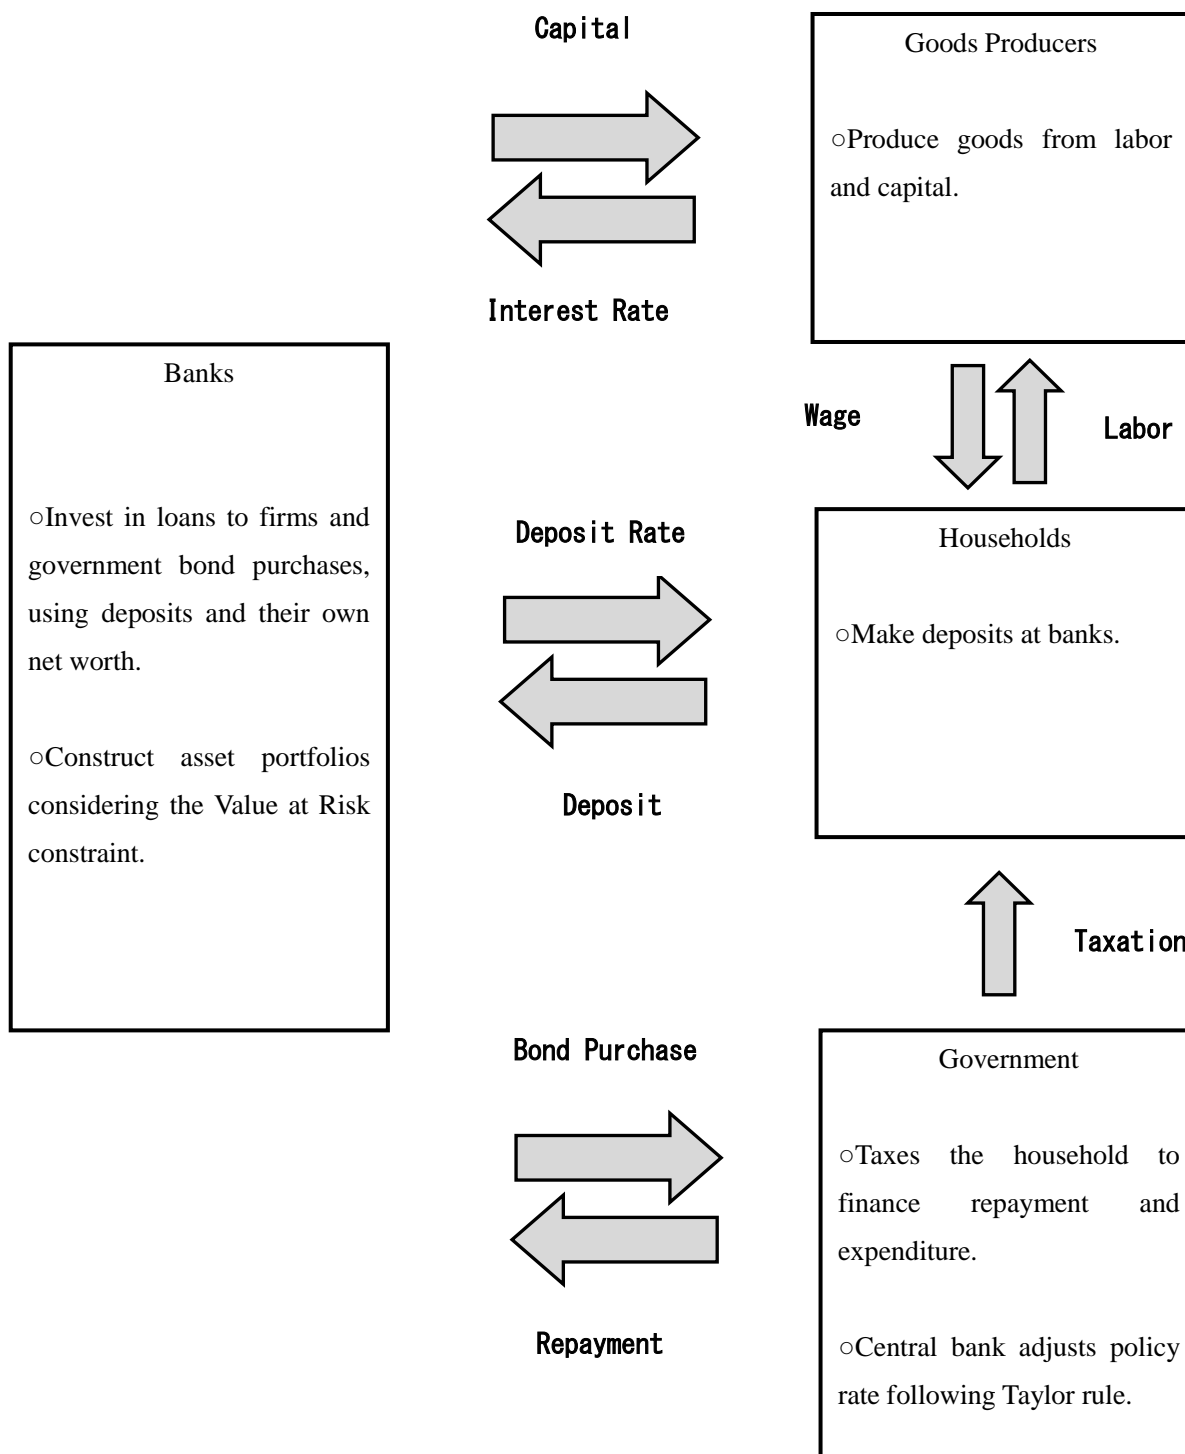 Capital
Goods Producers
○Produce goods from labor
and capital.
Interest Rate
Banks
○Invest in loans to firms and
government bond purchases,
using deposits and their own
net worth.
○Construct asset portfolios
considering the Value at Risk
constraint.
Wage
Labor
Deposit Rate
Households
○Make deposits at banks.
Deposit
Taxation
Bond Purchase
Government
○Taxes the household to
finance repayment and
expenditure.
Repayment
○Central bank adjusts policy
rate following Taylor rule.